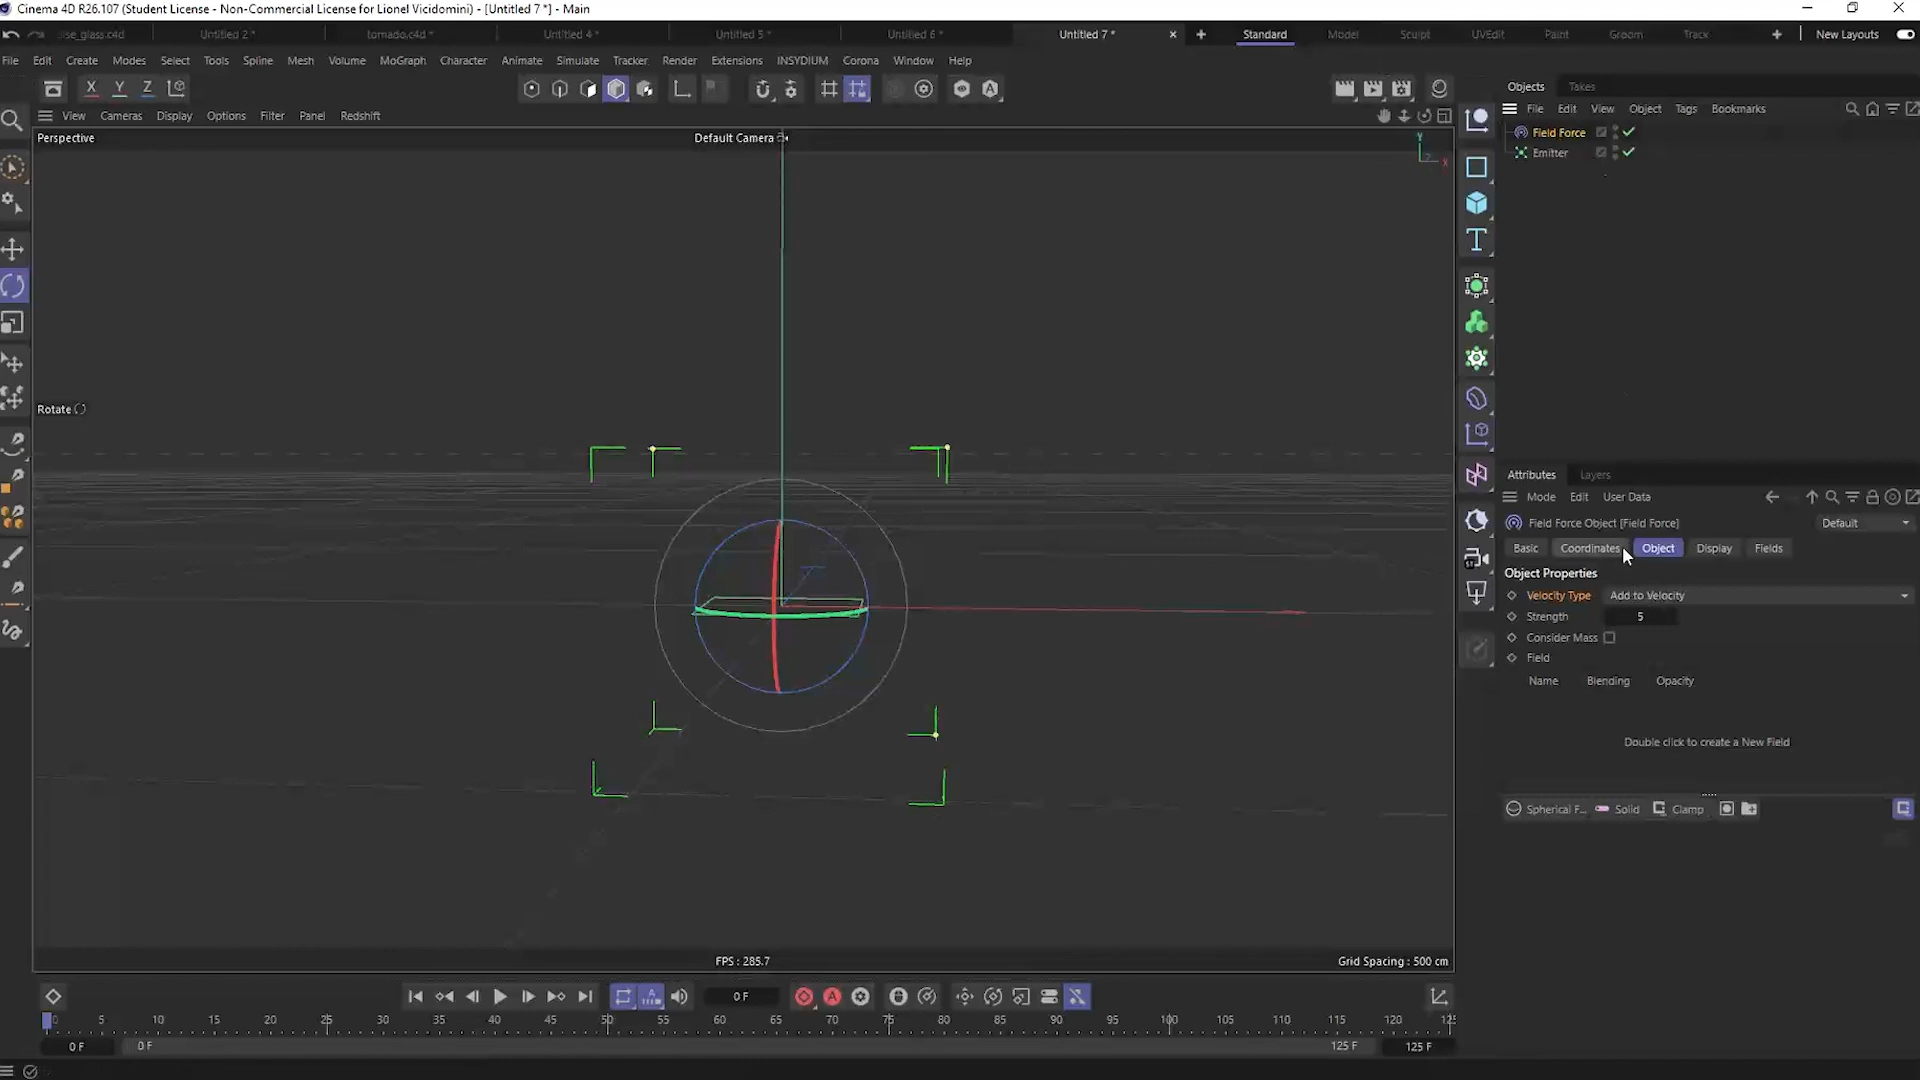 Cinema 4D R26.107 (Student License - Non-Commercial License for Lionel Vicidomini) - [Untitled 7 *] - Main
ise_glass.c4d Untitled 2 * tornado.c4d * Untitled 4 * Untitled 5 * Untitled 6 * Untitled 7 * Standard Model Sculpt UVEdit Paint Groom Track New Layouts
File Edit Create Modes Select Tools Spline Mesh Volume MoGraph Character Animate Simulate Tracker Render Extensions INSYDIUM Corona Window Help
X Y Z
Objects Takes
File Edit View Object Tags Bookmarks
View Cameras Display Options Filter Panel Redshift
Perspective
Default Camera
Y
Z
X
Field Force
Emitter
Rotate
Attributes Layers
Mode Edit User Data
Field Force Object [Field Force]
Default
Basic Coordinates Object Display Fields
Object Properties
Velocity Type Add to Velocity
Strength 5
Consider Mass
Field
Name Blending Opacity
Double click to create a New Field
Spherical F... Solid Clamp
FPS : 285.7
Grid Spacing : 500 cm
0 F
0 5 10 15 20 25 30 35 40 45 50 55 60 65 70 75 80 85 90 95 100 105 110 115 120 12
0 F 0 F 125 F 125 F